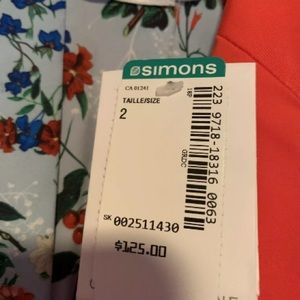 simons
CA 01241
TAILLE/SIZE
2
223 9718-18316 0063
SK 002511430
$125.00